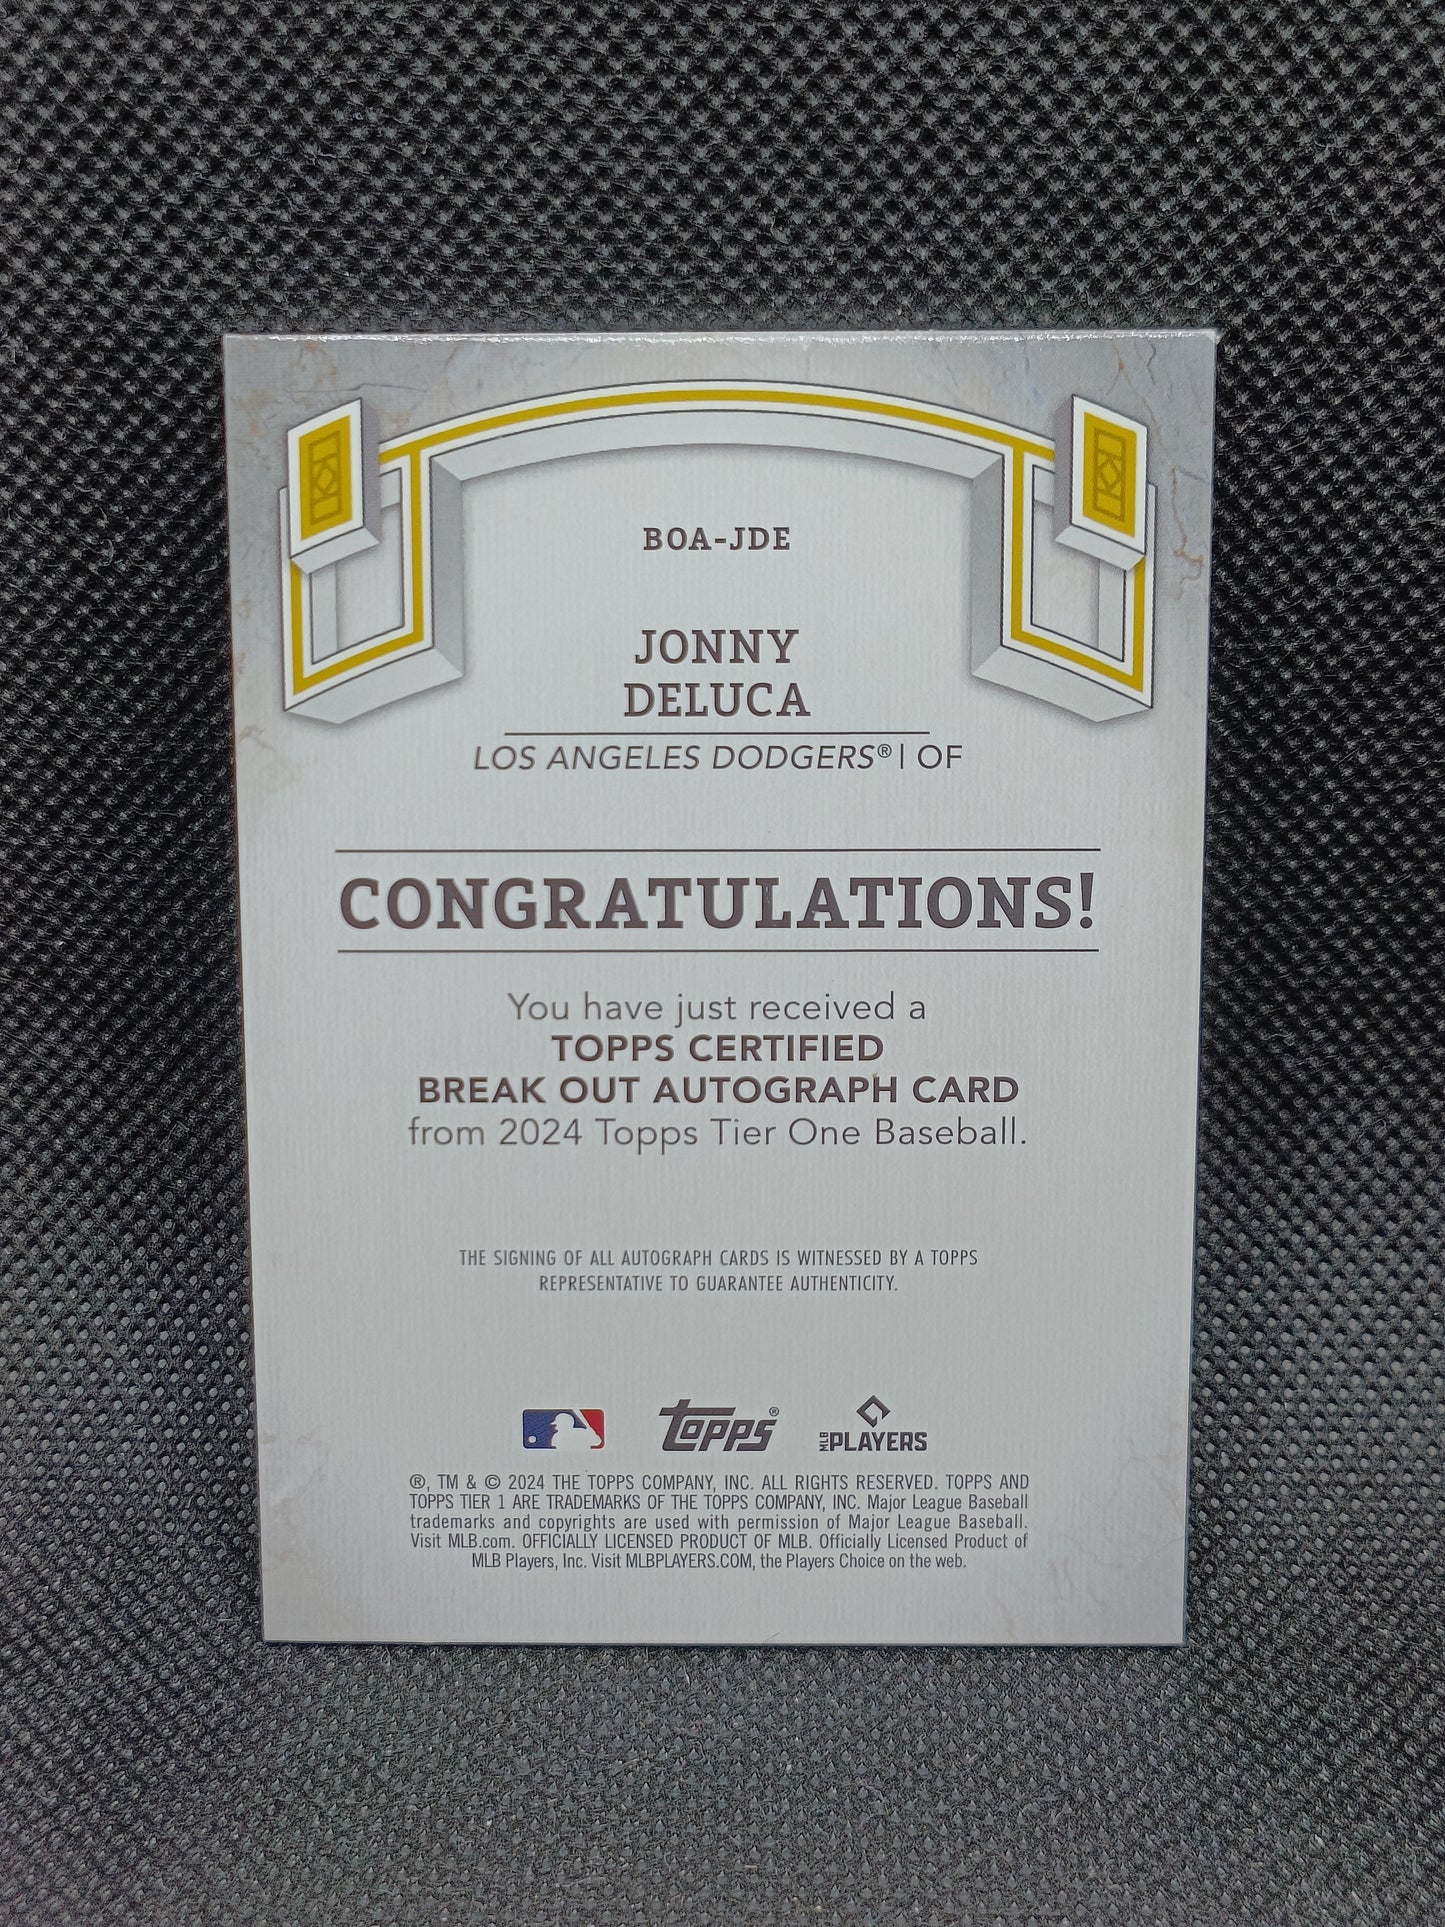 BOA-JDE
JONNY
DELUCA
LOS ANGELES DODGERS® | OF
CONGRATULATIONS!
You have just received a
TOPPS CERTIFIED
BREAK OUT AUTOGRAPH CARD
from 2024 Topps Tier One Baseball.
THE SIGNING OF ALL AUTOGRAPH CARDS IS WITNESSED BY A TOPPS
REPRESENTATIVE TO GUARANTEE AUTHENTICITY.
topps® MLB PLAYERS
®, TM & © 2024 THE TOPPS COMPANY, INC. ALL RIGHTS RESERVED. TOPPS AND
TOPPS TIER 1 ARE TRADEMARKS OF THE TOPPS COMPANY, INC. Major League Baseball
trademarks and copyrights are used with permission of Major League Baseball.
Visit MLB.com. OFFICIALLY LICENSED PRODUCT OF MLB. Officially Licensed Product of
MLB Players, Inc. Visit MLBPLAYERS.COM, the Players Choice on the web.